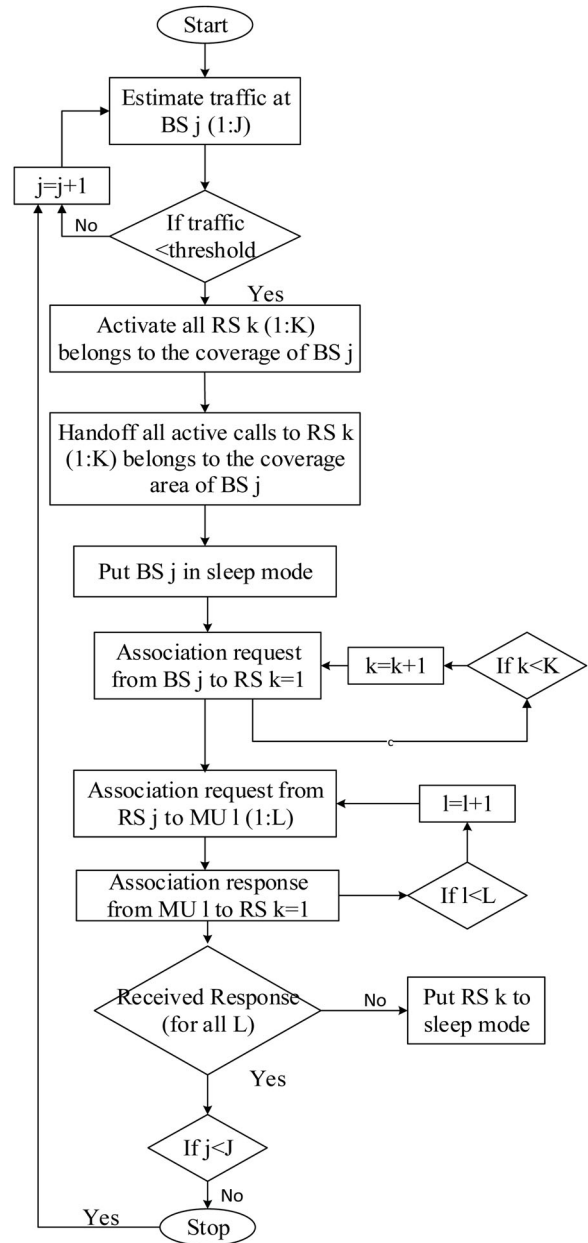 Start
Estimate traffic at
BS j (1:J)
j=j+1
No
If traffic
<threshold
Yes
Activate all RS k (1:K)
belongs to the coverage of BS j
Handoff all active calls to RS k
(1:K) belongs to the coverage
area of BS j
Put BS j in sleep mode
Association request
from BS j to RS k=1
k=k+1
If k<K
c
Association request from
RS j to MU l (1:L)
l=l+1
Association response
from MU l to RS k=1
If l<L
Received Response
(for all L)
No
Put RS k to
sleep mode
Yes
If j<J
No
Yes
Stop